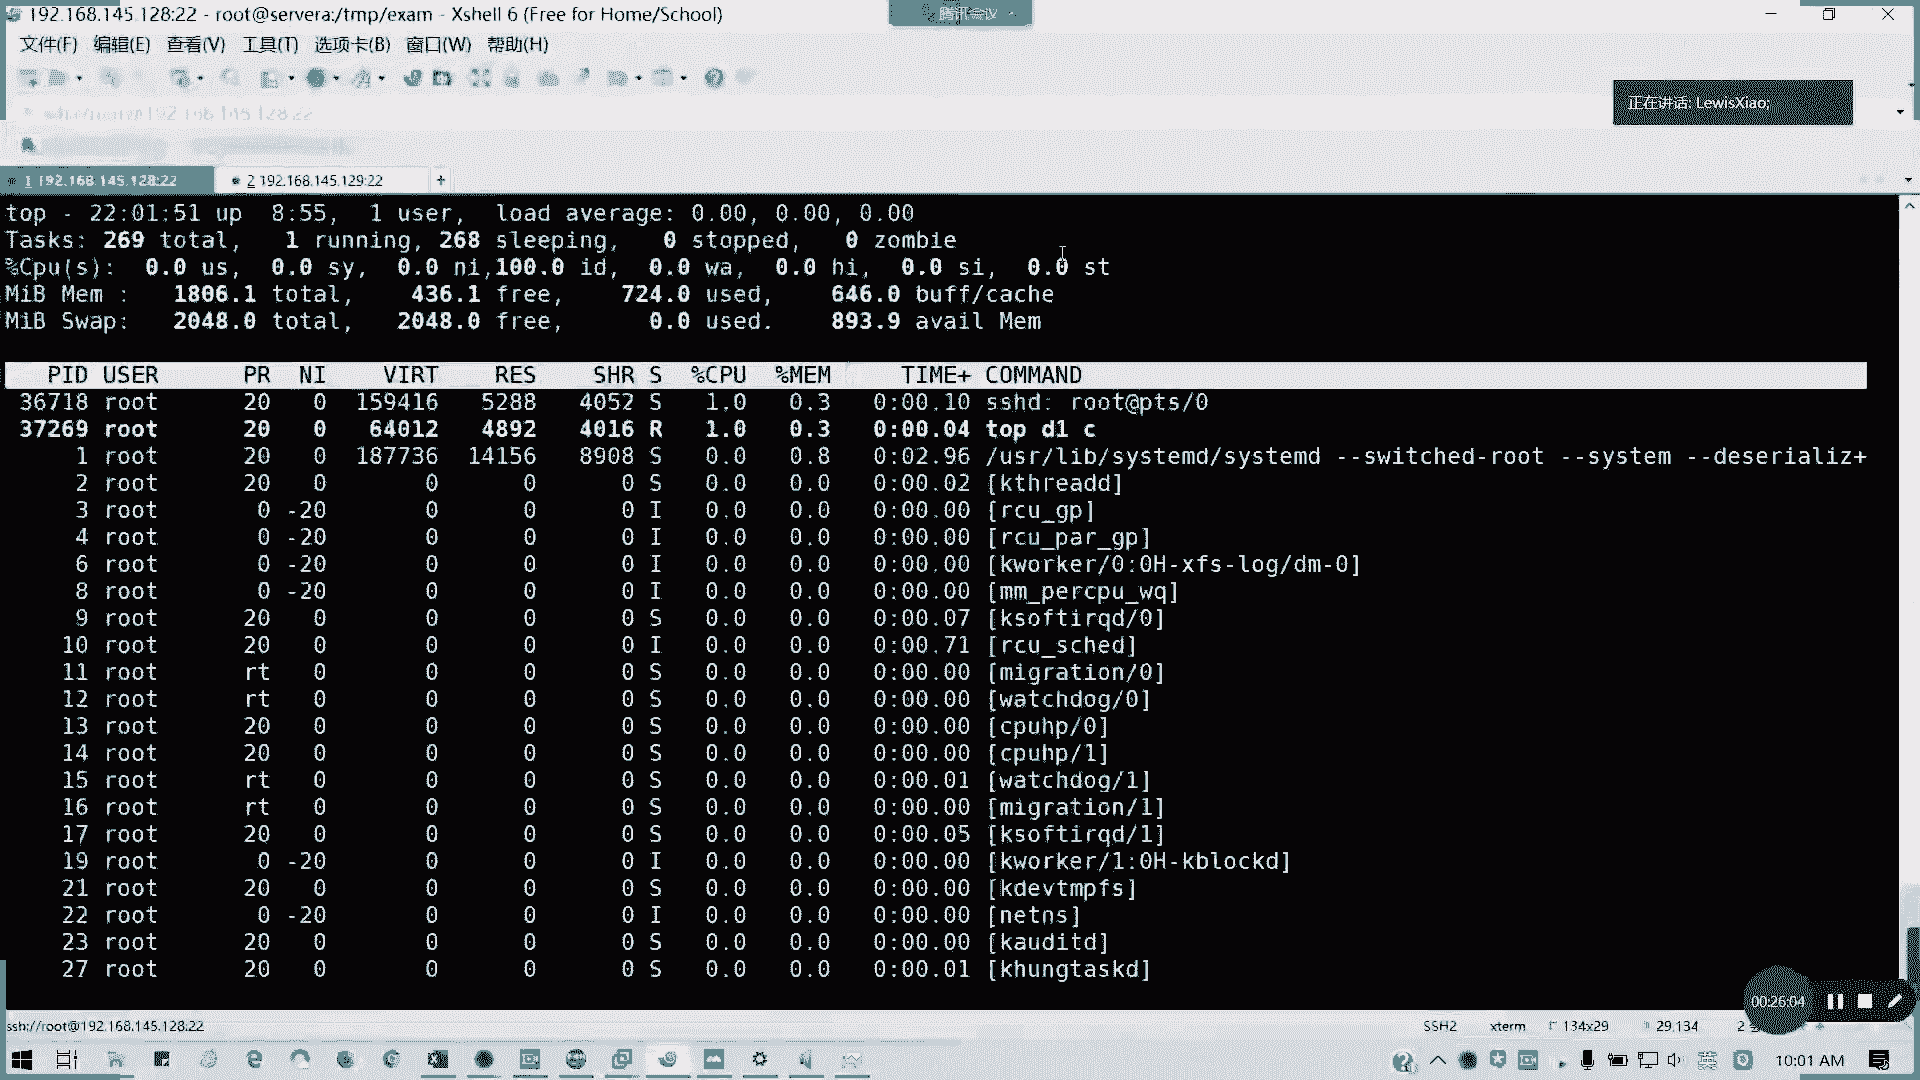 192.168.145.128:22 - root@servera:/tmp/exam - Xshell 6 (Free for Home/School)
腾讯会议
文件(F) 编辑(E) 查看(V) 工具(T) 选项卡(B) 窗口(W) 帮助(H)
正在讲话: LewisXiao;
1 192.168.145.128:22
2 192.168.145.129:22 +
top - 22:01:51 up  8:55,  1 user,  load average: 0.00, 0.00, 0.00
Tasks: 269 total,   1 running, 268 sleeping,   0 stopped,   0 zombie
%Cpu(s):  0.0 us,  0.0 sy,  0.0 ni,100.0 id,  0.0 wa,  0.0 hi,  0.0 si,  0.0 st
MiB Mem :   1806.1 total,    436.1 free,    724.0 used,    646.0 buff/cache
MiB Swap:   2048.0 total,   2048.0 free,      0.0 used.    893.9 avail Mem
PID USER PR NI VIRT RES SHR S %CPU %MEM TIME+ COMMAND
36718 root 20 0 159416 5288 4052 S 1.0 0.3 0:00.10 sshd: root@pts/0
37269 root 20 0 64012 4892 4016 R 1.0 0.3 0:00.04 top d1 c
1 root 20 0 187736 14156 8908 S 0.0 0.8 0:02.96 /usr/lib/systemd/systemd --switched-root --system --deserializ+
2 root 20 0 0 0 0 S 0.0 0.0 0:00.02 [kthreadd]
3 root 0 -20 0 0 0 I 0.0 0.0 0:00.00 [rcu_gp]
4 root 0 -20 0 0 0 I 0.0 0.0 0:00.00 [rcu_par_gp]
6 root 0 -20 0 0 0 I 0.0 0.0 0:00.00 [kworker/0:0H-xfs-log/dm-0]
8 root 0 -20 0 0 0 I 0.0 0.0 0:00.00 [mm_percpu_wq]
9 root 20 0 0 0 0 S 0.0 0.0 0:00.07 [ksoftirqd/0]
10 root 20 0 0 0 0 I 0.0 0.0 0:00.71 [rcu_sched]
11 root rt 0 0 0 0 S 0.0 0.0 0:00.00 [migration/0]
12 root rt 0 0 0 0 S 0.0 0.0 0:00.00 [watchdog/0]
13 root 20 0 0 0 0 S 0.0 0.0 0:00.00 [cpuhp/0]
14 root 20 0 0 0 0 S 0.0 0.0 0:00.00 [cpuhp/1]
15 root rt 0 0 0 0 S 0.0 0.0 0:00.01 [watchdog/1]
16 root rt 0 0 0 0 S 0.0 0.0 0:00.00 [migration/1]
17 root 20 0 0 0 0 S 0.0 0.0 0:00.05 [ksoftirqd/1]
19 root 0 -20 0 0 0 I 0.0 0.0 0:00.00 [kworker/1:0H-kblockd]
21 root 20 0 0 0 0 S 0.0 0.0 0:00.00 [kdevtmpfs]
22 root 0 -20 0 0 0 I 0.0 0.0 0:00.00 [netns]
23 root 20 0 0 0 0 S 0.0 0.0 0:00.00 [kauditd]
27 root 20 0 0 0 0 S 0.0 0.0 0:00.01 [khungtaskd]
00:26:04
ssh://root@192.168.145.128:22 SSH2 xterm 134x29 29,134 2
英 10:01 AM